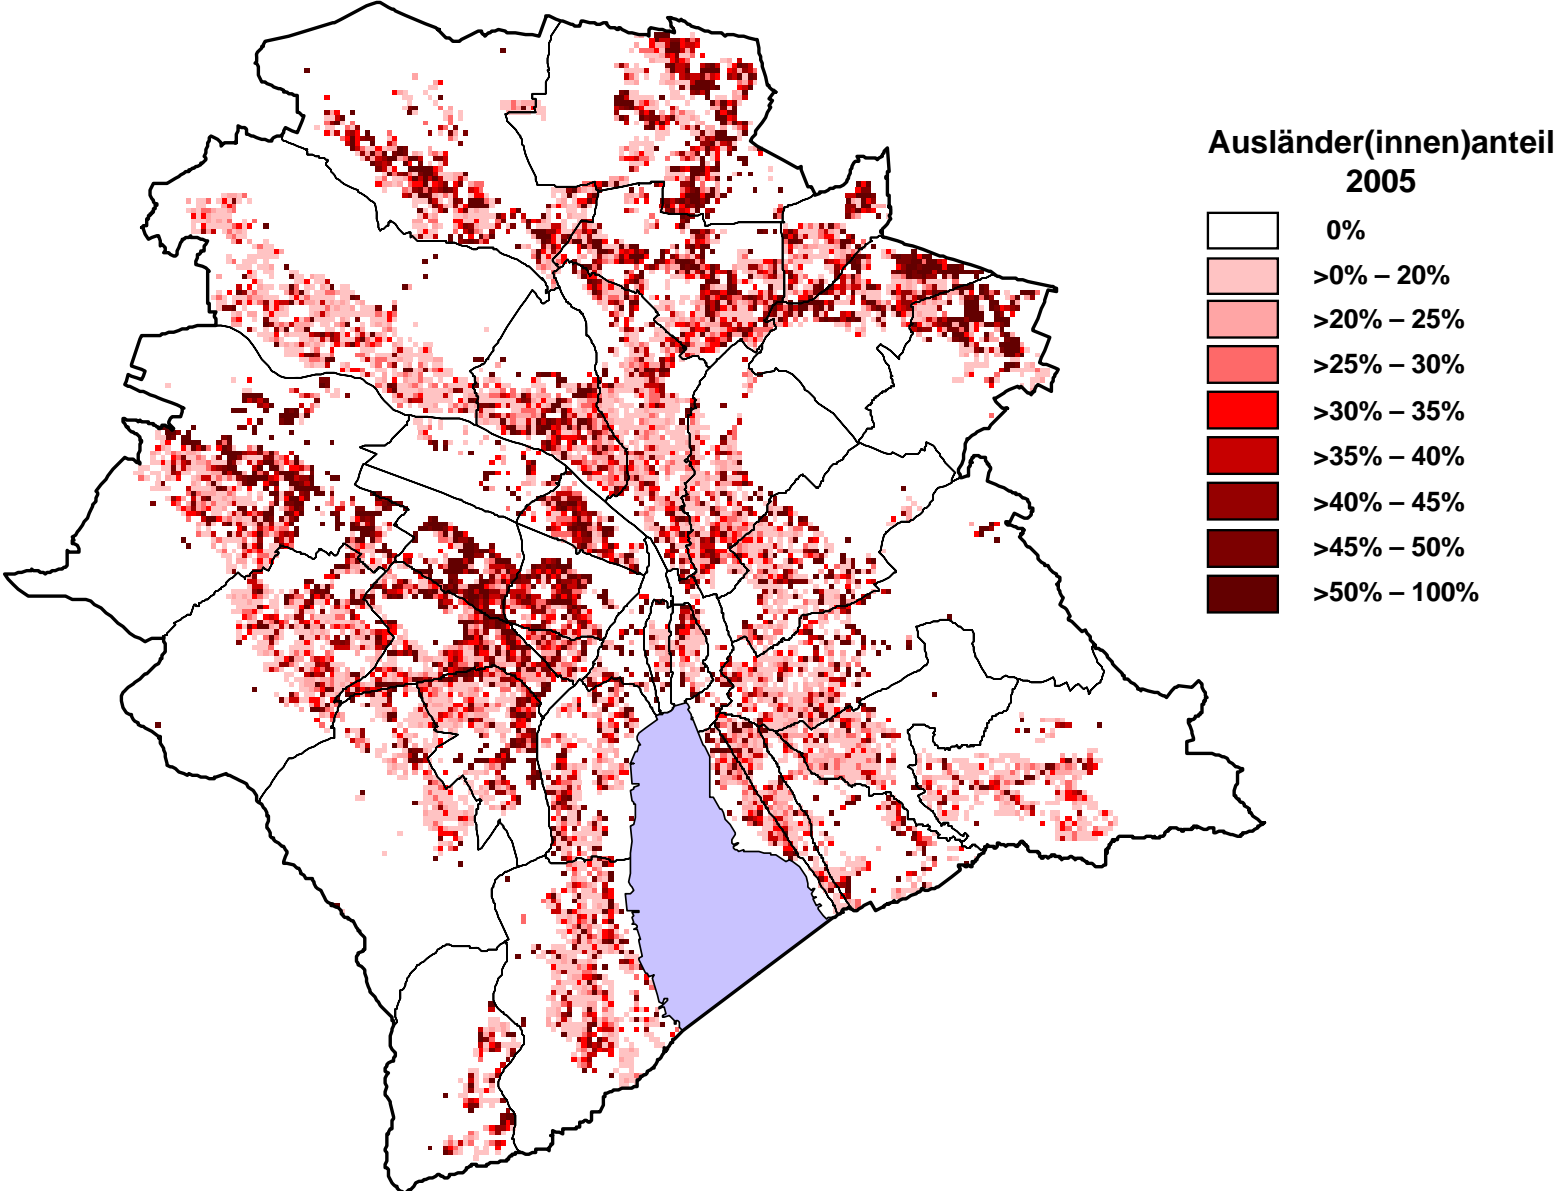 Ausländer(innen)anteil
2005
0%
>0% – 20%
>20% – 25%
>25% – 30%
>30% – 35%
>35% – 40%
>40% – 45%
>45% – 50%
>50% – 100%